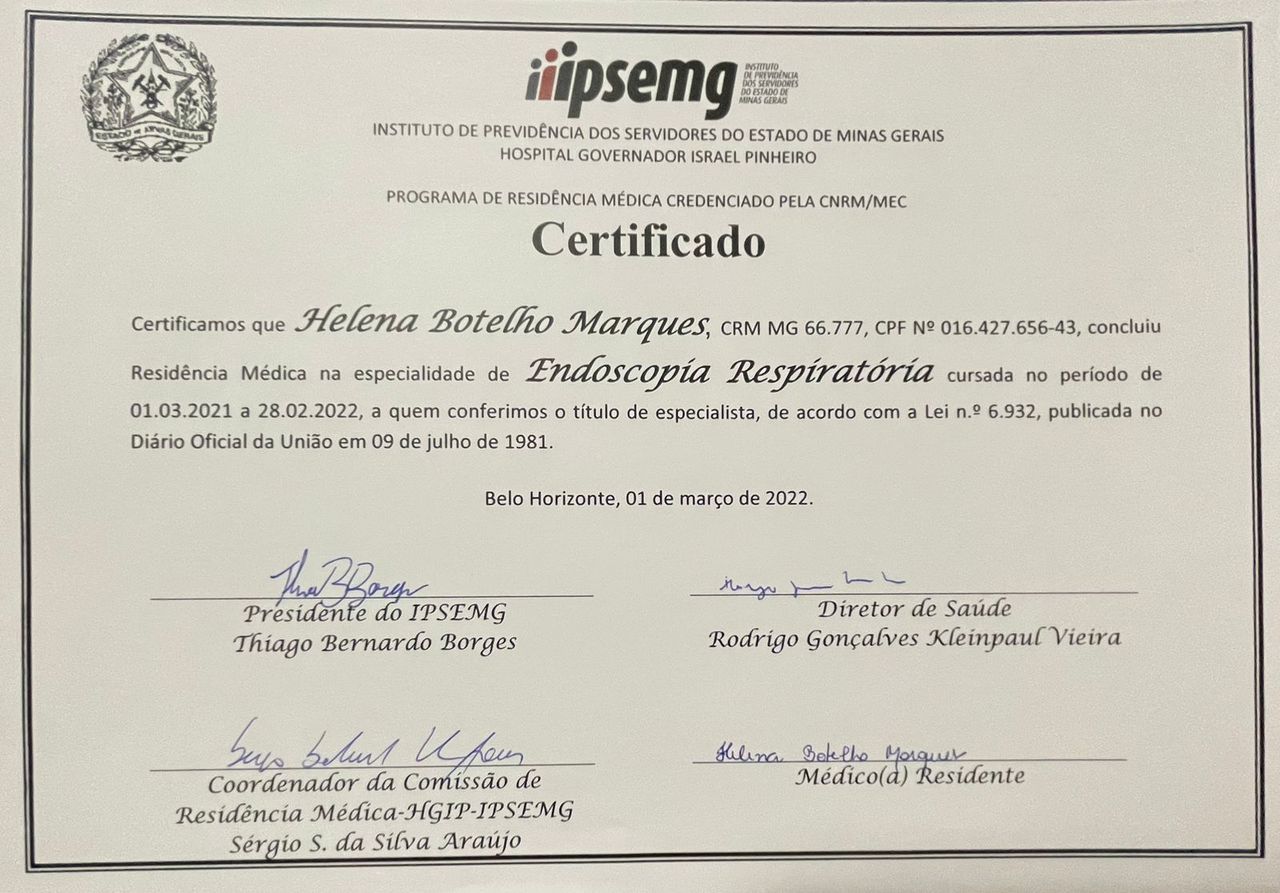 ESTADO DE MINAS GERAIS
ipsemg
INSTITUTO
DE PREVIDÊNCIA
DOS SERVIDORES
DO ESTADO DE
MINAS GERAIS
INSTITUTO DE PREVIDÊNCIA DOS SERVIDORES DO ESTADO DE MINAS GERAIS
HOSPITAL GOVERNADOR ISRAEL PINHEIRO
PROGRAMA DE RESIDÊNCIA MÉDICA CREDENCIADO PELA CNRM/MEC
Certificado
Certificamos que Helena Botelho Marques, CRM MG 66.777, CPF Nº 016.427.656-43, concluiu
Residência Médica na especialidade de Endoscopia Respiratória cursada no período de
01.03.2021 a 28.02.2022, a quem conferimos o título de especialista, de acordo com a Lei n.º 6.932, publicada no
Diário Oficial da União em 09 de julho de 1981.
Belo Horizonte, 01 de março de 2022.
Presidente do IPSEMG
Thiago Bernardo Borges
Diretor de Saúde
Rodrigo Gonçalves Kleinpaul Vieira
Coordenador da Comissão de
Residência Médica-HGIP-IPSEMG
Sérgio S. da Silva Araújo
Helena Botelho Marques
Médico(a) Residente